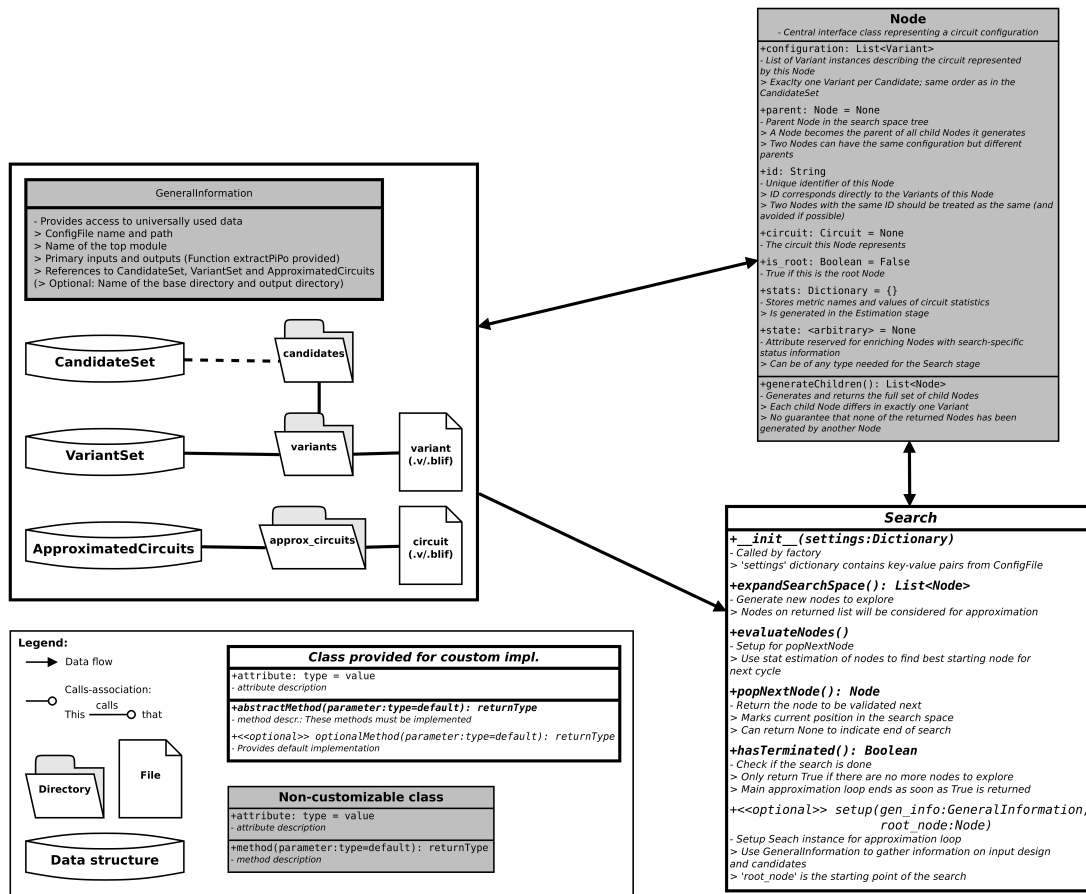 Node
- Central interface class representing a circuit configuration
+configuration: List<Variant>
- List of Variant instances describing the circuit represented
by this Node
> Exaclty one Variant per Candidate; same order as in the
CandidateSet
+parent: Node = None
- Parent Node in the search space tree
> A Node becomes the parent of all child Nodes it generates
> Two Nodes can have the same configuration but different
parents
+id: String
- Unique identifier of this Node
> ID corresponds directly to the Variants of this Node
> Two Nodes with the same ID should be treated as the same (and
avoided if possible)
+circuit: Circuit = None
- The circuit this Node represents
+is_root: Boolean = False
- True if this is the root Node
+stats: Dictionary = {}
- Stores metric names and values of circuit statistics
> Is generated in the Estimation stage
+state: <arbitrary> = None
- Attribute reserved for enriching Nodes with search-specific
status information
> Can be of any type needed for the Search stage
+generateChildren(): List<Node>
- Generates and returns the full set of child Nodes
> Each child Node differs in exactly one Variant
> No guarantee that none of the returned Nodes has been
generated by another Node
GeneralInformation
- Provides access to universally used data
> ConfigFile name and path
> Name of the top module
> Primary inputs and outputs (Function extractPiPo provided)
> References to CandidateSet, VariantSet and ApproximatedCircuits
(> Optional: Name of the base directory and output directory)
CandidateSet
candidates
VariantSet
variants
variant
(.v/.blif)
ApproximatedCircuits
approx_circuits
circuit
(.v/.blif)
Search
+__init__(settings:Dictionary)
- Called by factory
> 'settings' dictionary contains key-value pairs from ConfigFile
+expandSearchSpace(): List<Node>
- Generate new nodes to explore
> Nodes on returned list will be considered for approximation
+evaluateNodes()
- Setup for popNextNode
> Use stat estimation of nodes to find best starting node for
next cycle
+popNextNode(): Node
- Return the node to be validated next
> Marks current position in the search space
> Can return None to indicate end of search
+hasTerminated(): Boolean
- Check if the search is done
> Only return True if there are no more nodes to explore
> Main approximation loop ends as soon as True is returned
+<<optional>> setup(gen_info:GeneralInformation,
root_node:Node)
- Setup Seach instance for approximation loop
> Use GeneralInformation to gather information on input design
and candidates
> 'root_node' is the starting point of the search
Legend:
Data flow
Calls-association:
calls
This
that
Directory
File
Data structure
Class provided for coustom impl.
+attribute: type = value
- attribute description
+abstractMethod(parameter:type=default): returnType
- method descr.: These methods must be implemented
+<<optional>> optionalMethod(parameter:type=default): returnType
- Provides default implementation
Non-customizable class
+attribute: type = value
- attribute description
+method(parameter:type=default): returnType
- method description